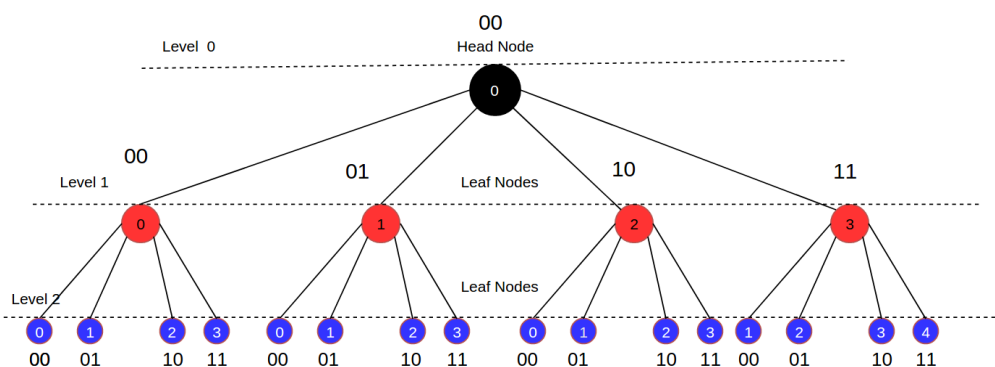 00
Level 0
Head Node
0
00
01
10
11
Level 1
Leaf Nodes
0
1
2
3
Level 2
Leaf Nodes
0 1 2 3 0 1 2 3 0 1 2 3 1 2 3 4
00 01 10 11 00 01 10 11 00 01 10 11 00 01 10 11